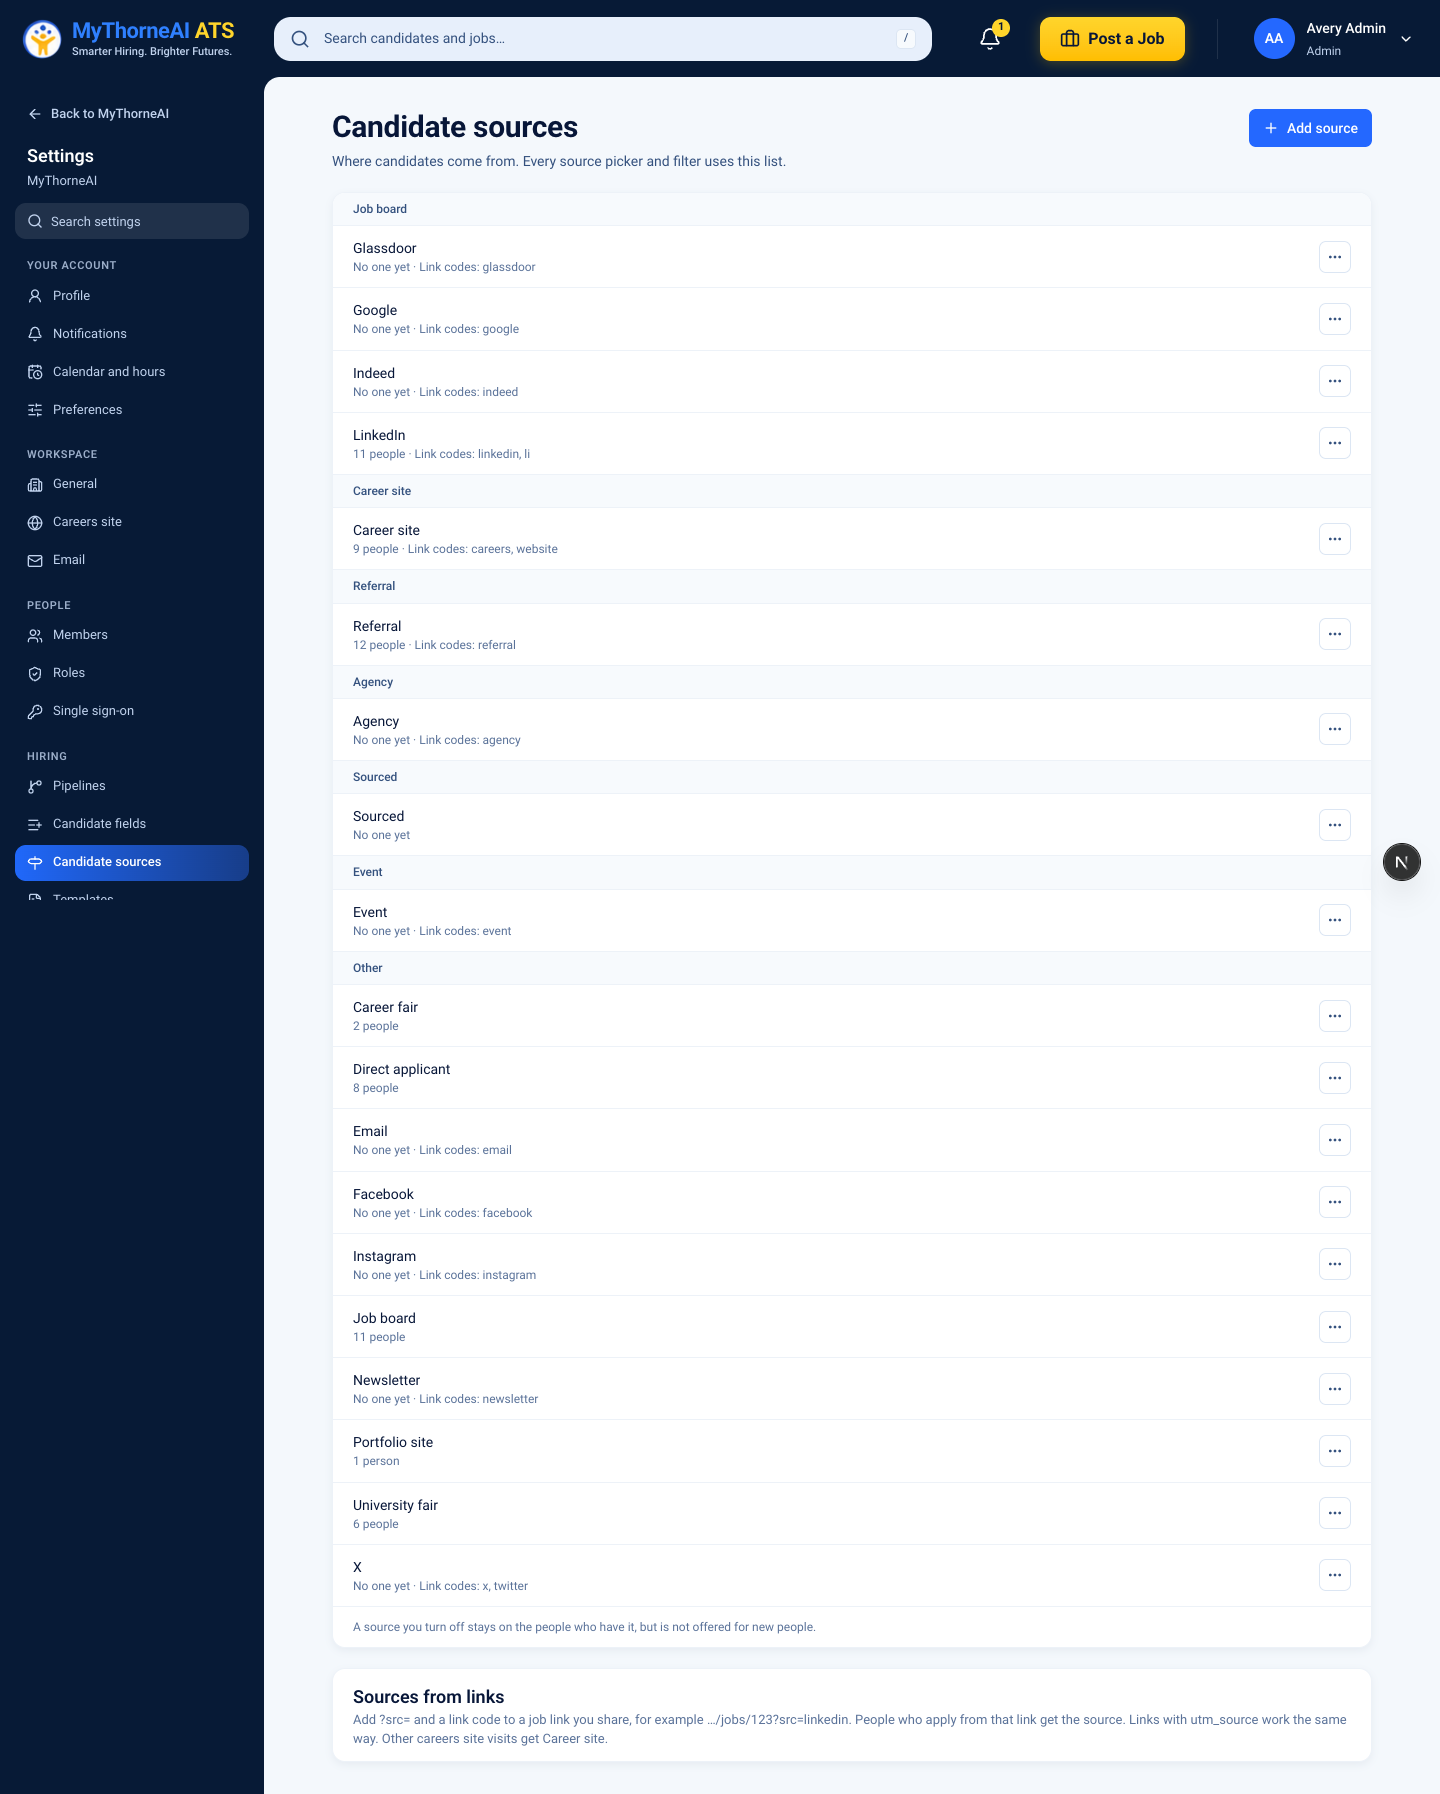 MyThorneAI ATS
Smarter Hiring. Brighter Futures.
Search candidates and jobs...
/
1
Post a Job
AA
Avery Admin
Admin
Back to MyThorneAI
Settings
MyThorneAI
Search settings
YOUR ACCOUNT
Profile
Notifications
Calendar and hours
Preferences
WORKSPACE
General
Careers site
Email
PEOPLE
Members
Roles
Single sign-on
HIRING
Pipelines
Candidate fields
Candidate sources
Templates
Candidate sources
Where candidates come from. Every source picker and filter uses this list.
Add source
Job board
Glassdoor
No one yet · Link codes: glassdoor
Google
No one yet · Link codes: google
Indeed
No one yet · Link codes: indeed
LinkedIn
11 people · Link codes: linkedin, li
Career site
Career site
9 people · Link codes: careers, website
Referral
Referral
12 people · Link codes: referral
Agency
Agency
No one yet · Link codes: agency
Sourced
Sourced
No one yet
Event
Event
No one yet · Link codes: event
Other
Career fair
2 people
Direct applicant
8 people
Email
No one yet · Link codes: email
Facebook
No one yet · Link codes: facebook
Instagram
No one yet · Link codes: instagram
Job board
11 people
Newsletter
No one yet · Link codes: newsletter
Portfolio site
1 person
University fair
6 people
X
No one yet · Link codes: x, twitter
A source you turn off stays on the people who have it, but is not offered for new people.
N
Sources from links
Add ?src= and a link code to a job link you share, for example .../jobs/123?src=linkedin. People who apply from that link get the source. Links with utm_source work the same
way. Other careers site visits get Career site.